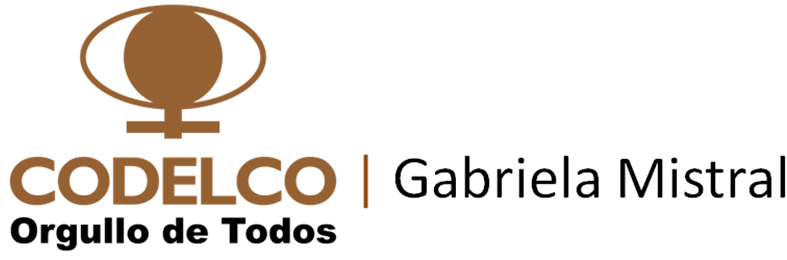 CODELCO | Gabriela Mistral
Orgullo de Todos